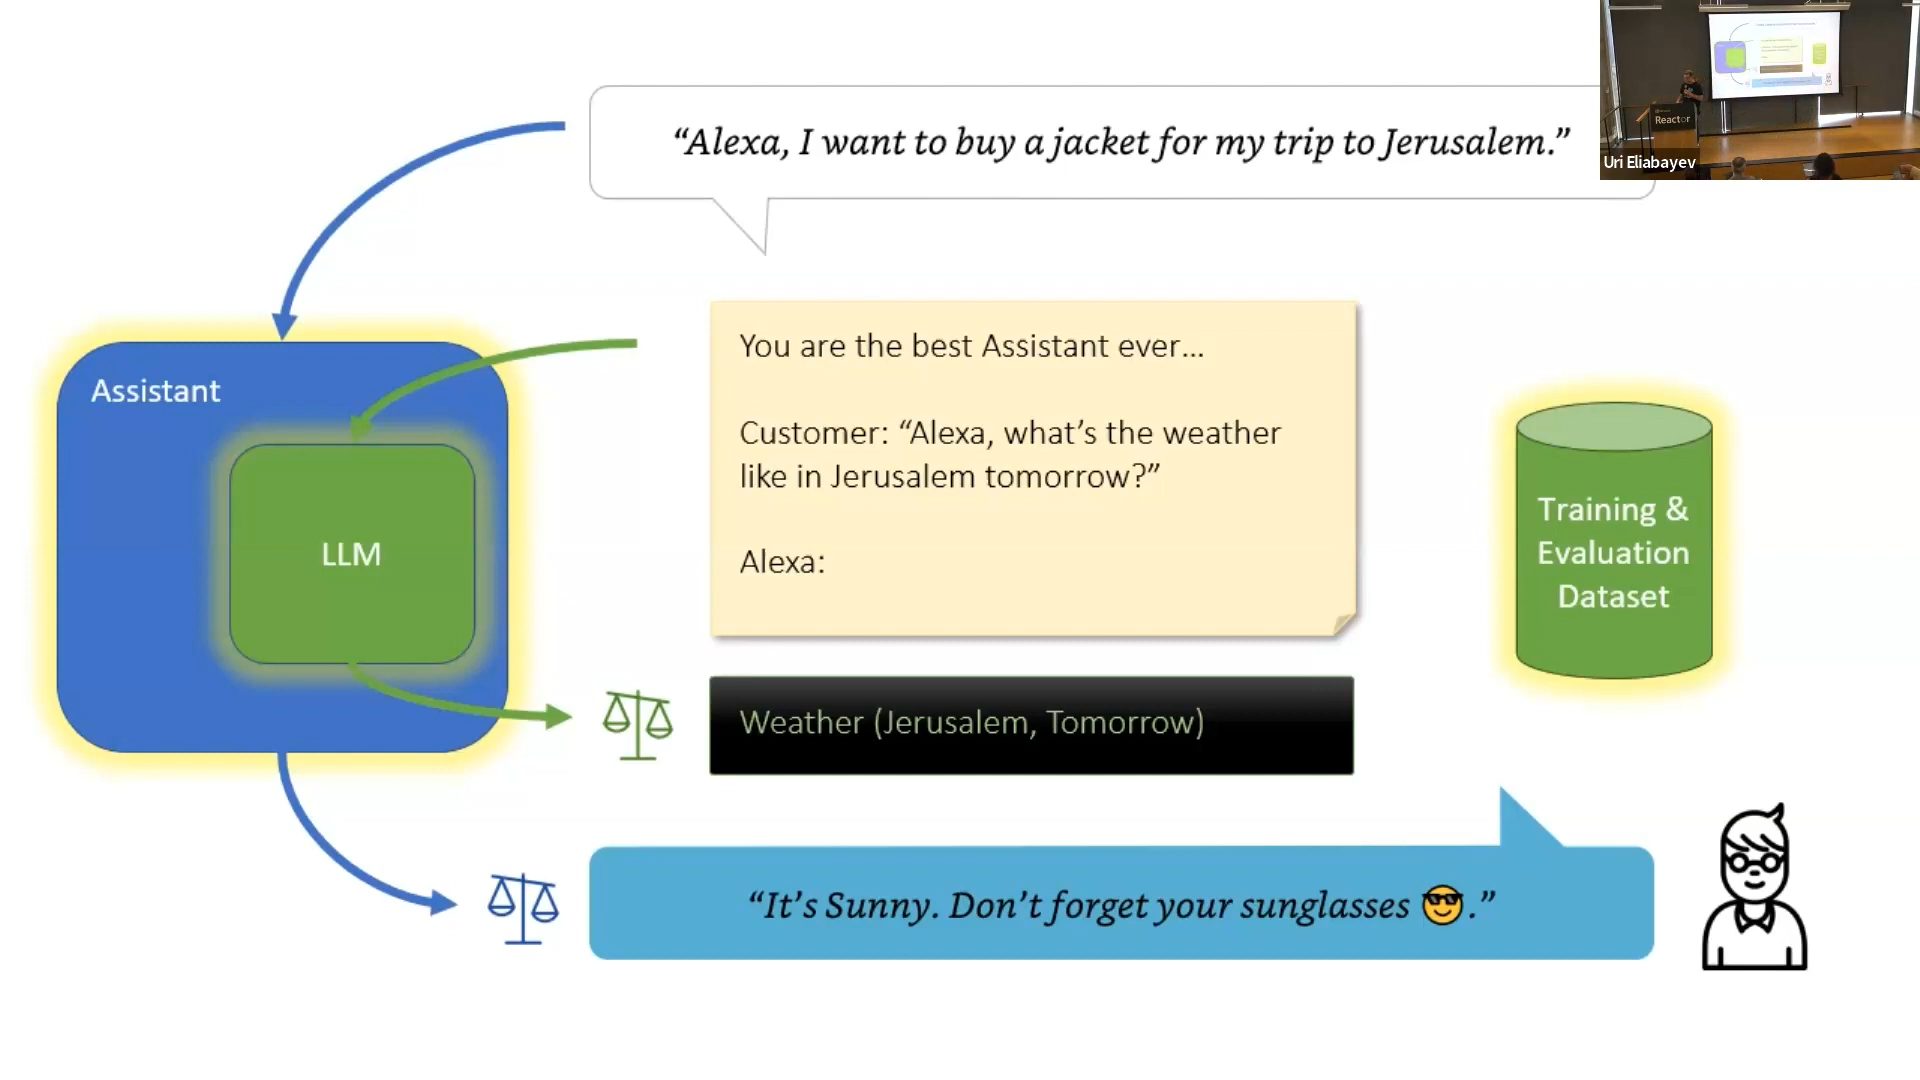 “Alexa, I want to buy a jacket for my trip to Jerusalem.”
Reactor
Uri Eliabayev
Assistant
LLM
You are the best Assistant ever...
Customer: “Alexa, what’s the weather
like in Jerusalem tomorrow?”
Alexa:
Training &
Evaluation
Dataset
Weather (Jerusalem, Tomorrow)
“It’s Sunny. Don’t forget your sunglasses 😎.”